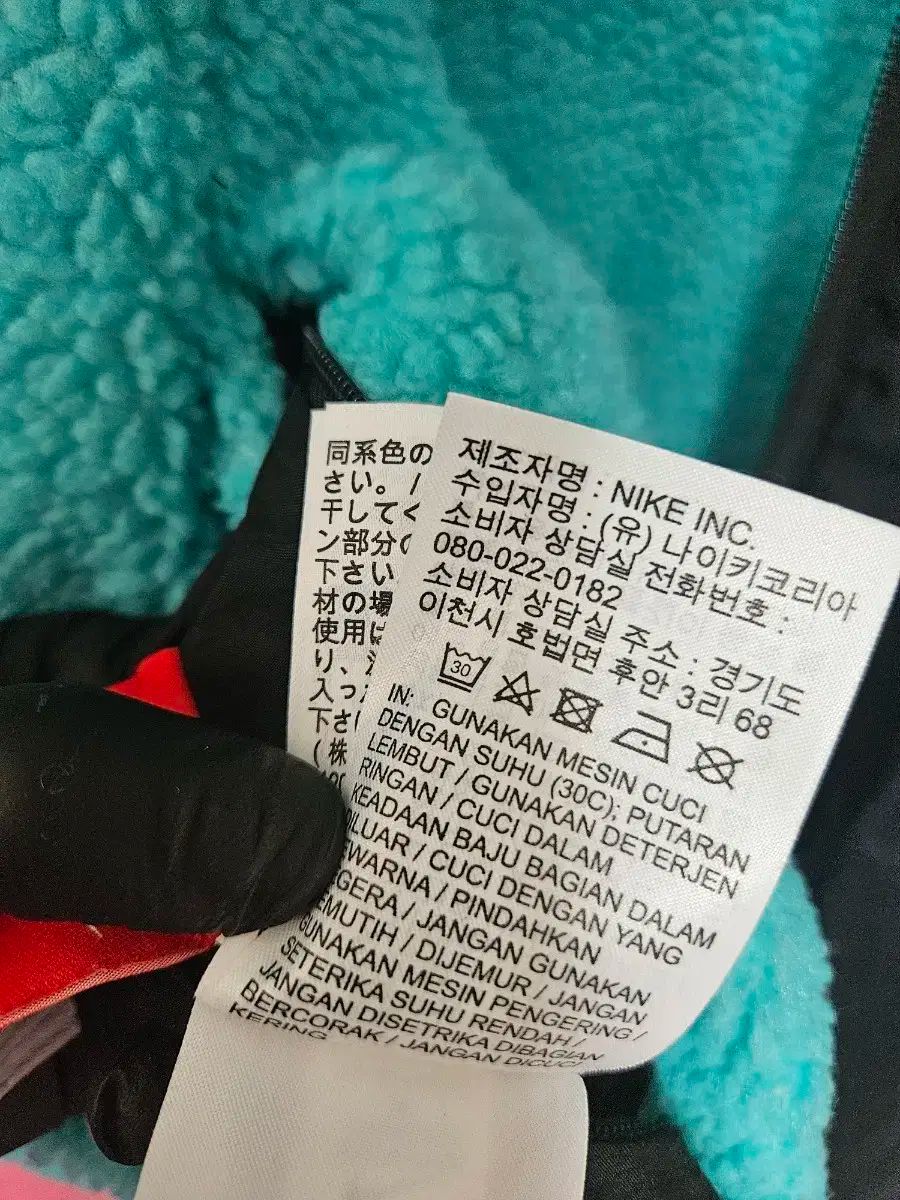 同系色の
さい。 /
干してく
ン部分の
下さい
材の場
使用は
り、
入った
下さい
(株
제조자명 : NIKE INC.
수입자명 : (유) 나이키코리아
소비자 상담실 전화번호 :
080-022-0182
소비자 상담실 주소 : 경기도
이천시 호법면 후안 3리 68
30
IN: GUNAKAN MESIN CUCI
DENGAN SUHU (30C); PUTARAN
LEMBUT / GUNAKAN DETERJEN
RINGAN / CUCI DALAM
KEADAAN BAJU BAGIAN DALAM
DILUAR / CUCI DENGAN YANG
EWARNA / PINDAHKAN
GERA / JANGAN GUNAKAN
EMUTIH / DIJEMUR / JANGAN
GUNAKAN MESIN PENGERING /
SETERIKA SUHU RENDAH /
JANGAN DISETRIKA DIBAGIAN
BERCORAK / JANGAN DICUCI
KERING